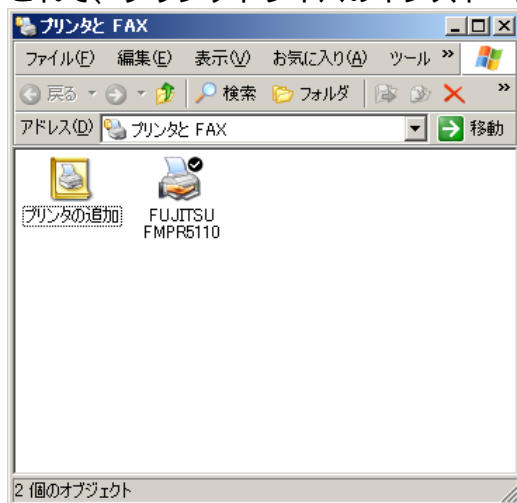 プリンタと FAX
ファイル(F) 編集(E) 表示(V) お気に入り(A) ツール »
戻る 検索 フォルダ »
アドレス(D) プリンタと FAX 移動
プリンタの追加
FUJITSU
FMPR5110
2 個のオブジェクト